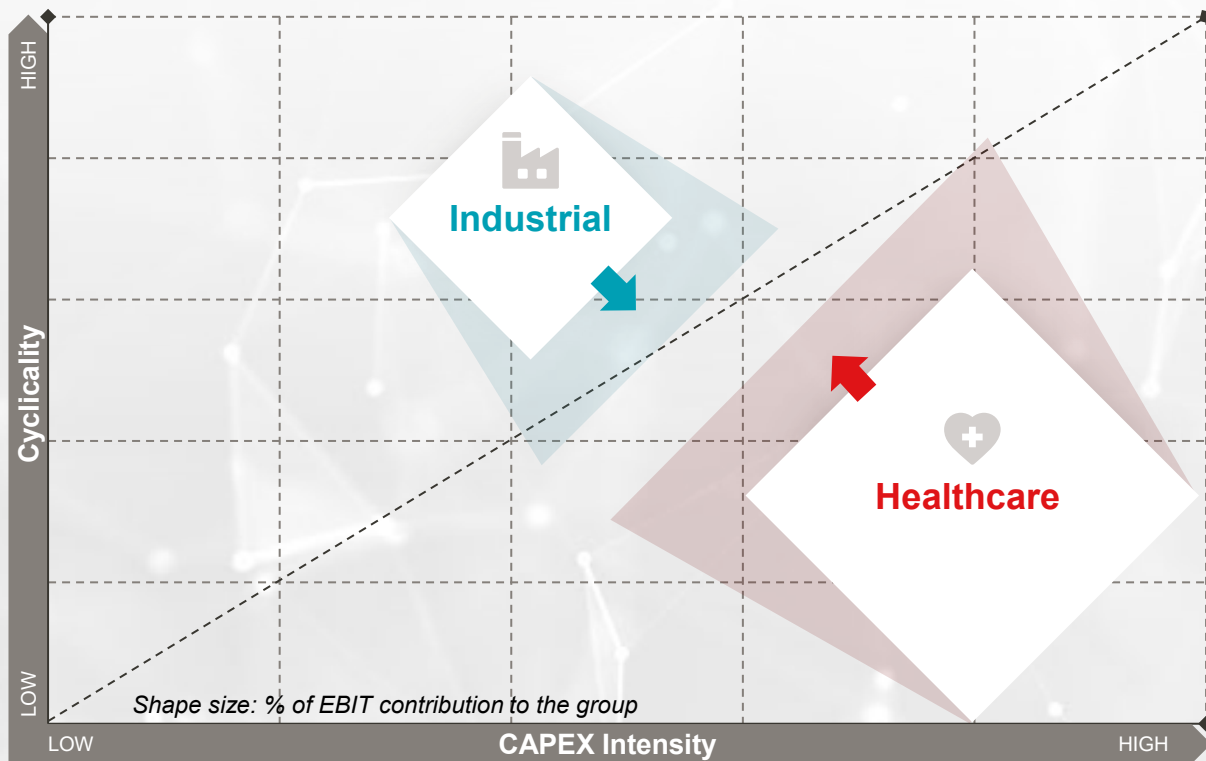 HIGH
Cyclicality
LOW
Industrial
Healthcare
Shape size: % of EBIT contribution to the group
LOW
CAPEX Intensity
HIGH